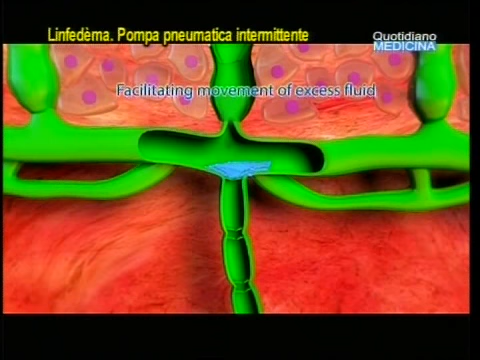 Linfedèma. Pompa pneumatica intermittente
Quotidiano
MEDICINA
Facilitating movement of excess fluid